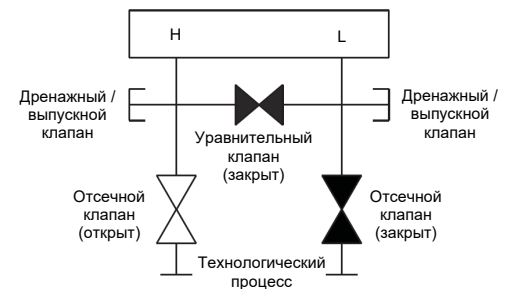 H
L
Дренажный /
выпускной
клапан
Дренажный /
выпускной
клапан
Уравнительный
клапан
(закрыт)
Отсечной
клапан
(открыт)
Отсечной
клапан
(закрыт)
Технологический
процесс